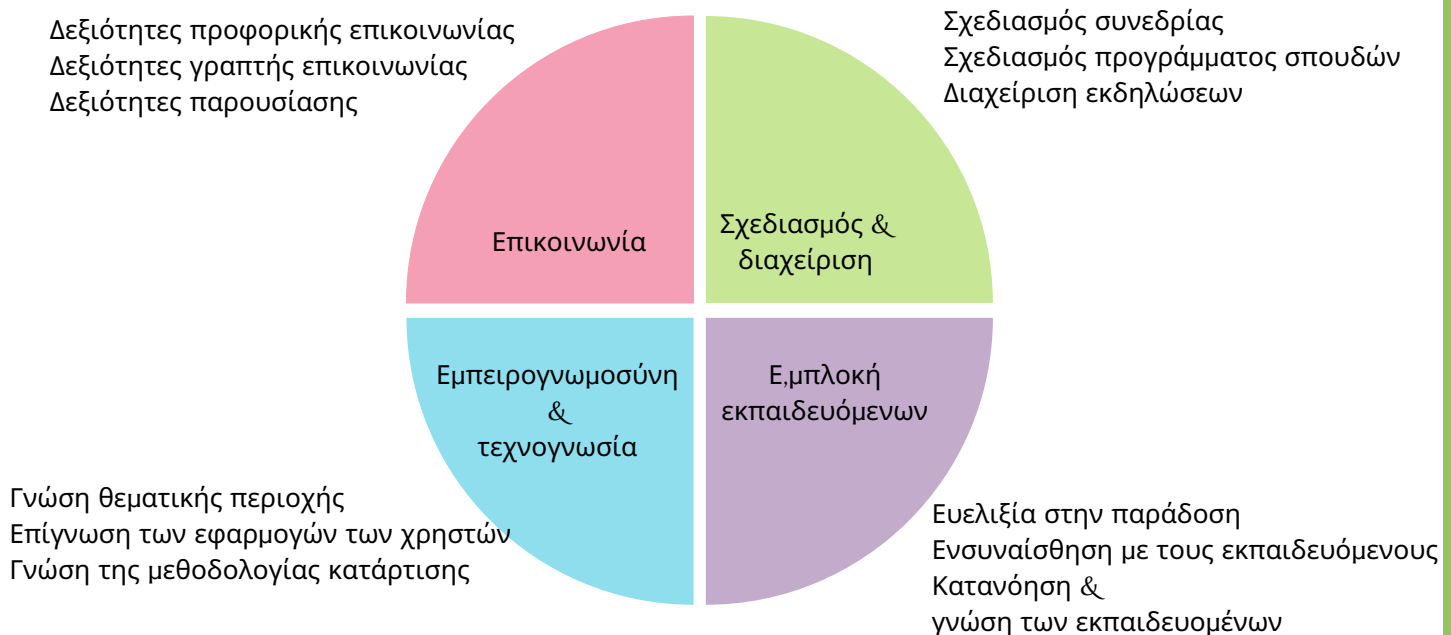 Δεξιότητες προφορικής επικοινωνίας
Δεξιότητες γραπτής επικοινωνίας
Δεξιότητες παρουσίασης
Σχεδιασμός συνεδρίας
Σχεδιασμός προγράμματος σπουδών
Διαχείριση εκδηλώσεων
Επικοινωνία
Σχεδιασμός &
διαχείριση
Εμπειρογνωμοσύνη
&
τεχνογνωσία
Ε,μπλοκή
εκπαιδευόμενων
Γνώση θεματικής περιοχής
Επίγνωση των εφαρμογών των χρηστών
Γνώση της μεθοδολογίας κατάρτισης
Ευελιξία στην παράδοση
Ενσυναίσθηση με τους εκπαιδευόμενους
Κατανόηση &
γνώση των εκπαιδευομένων